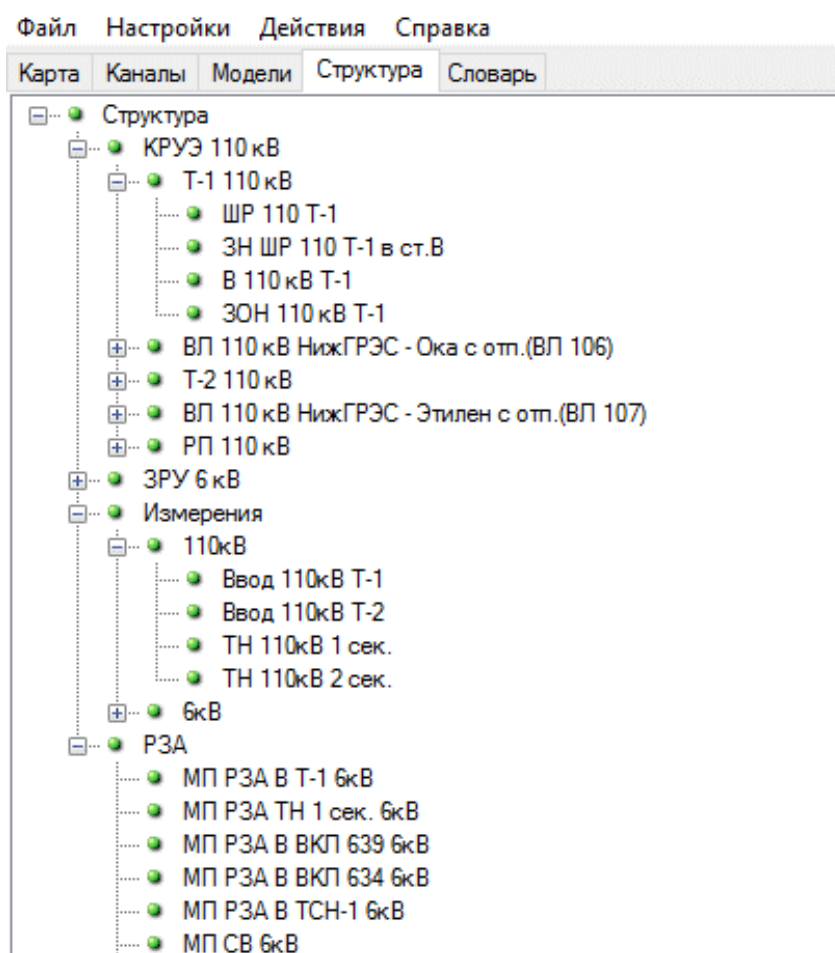 Файл Настройки Действия Справка
Карта Каналы Модели Структура Словарь
Структура
КРУЭ 110 кВ
Т-1 110 кВ
ШР 110 Т-1
ЗН ШР 110 Т-1 в ст.В
В 110 кВ Т-1
ЗОН 110 кВ Т-1
ВЛ 110 кВ НижГРЭС - Ока с отп.(ВЛ 106)
Т-2 110 кВ
ВЛ 110 кВ НижГРЭС - Этилен с отп.(ВЛ 107)
РП 110 кВ
ЗРУ 6 кВ
Измерения
110кВ
Ввод 110кВ Т-1
Ввод 110кВ Т-2
ТН 110кВ 1 сек.
ТН 110кВ 2 сек.
6кВ
РЗА
МП РЗА В Т-1 6кВ
МП РЗА ТН 1 сек. 6кВ
МП РЗА В ВКЛ 639 6кВ
МП РЗА В ВКЛ 634 6кВ
МП РЗА В ТСН-1 6кВ
МП СВ 6кВ